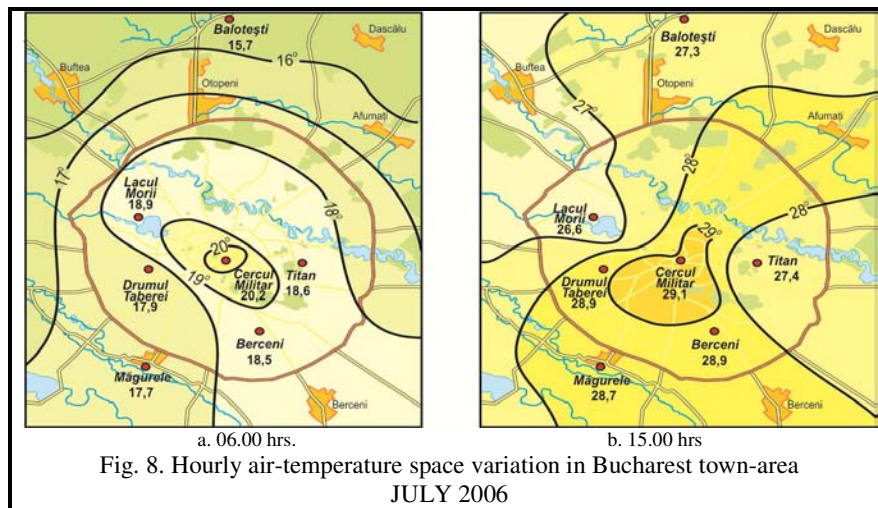 Balotești
15,7
Dascălu
16°
Buftea
Otopeni
Afumați
17°
Lacul
Morii
18,9
18°
20°
19°
Cercul
Militar
20,2
Titan
18,6
Drumul
Taberei
17,9
Berceni
18,5
Măgurele
17,7
Berceni
a. 06.00 hrs.
Balotești
27,3
Dascălu
27°
Buftea
Otopeni
Afumați
28°
Lacul
Morii
26,6
28°
29°
Cercul
Militar
29,1
Titan
27,4
Drumul
Taberei
28,9
Berceni
28,9
Măgurele
28,7
Berceni
b. 15.00 hrs
Fig. 8. Hourly air-temperature space variation in Bucharest town-area
JULY 2006